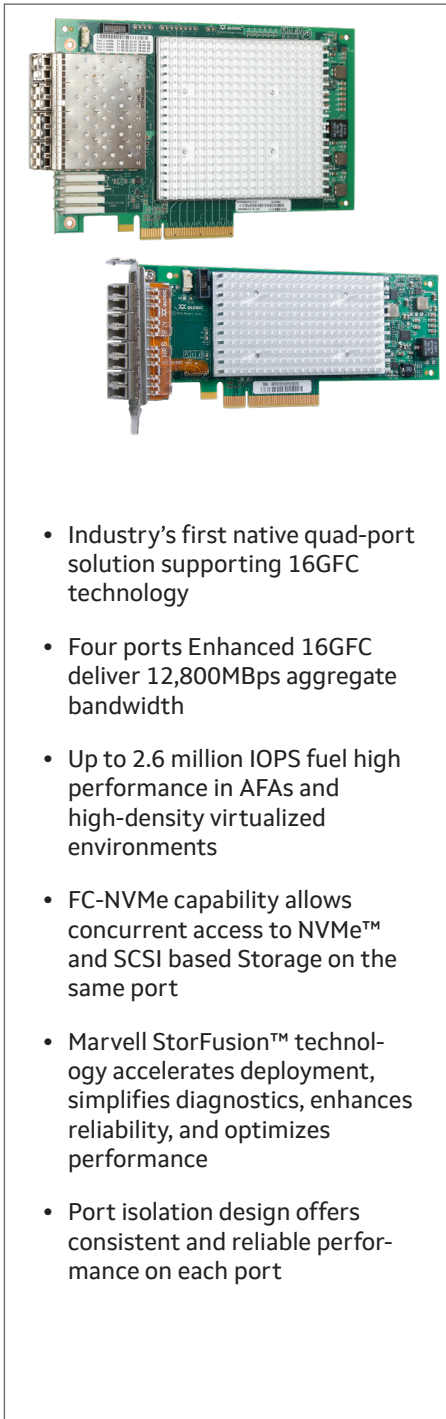 QLOGIC
QLOGIC
• Industry’s first native quad-port
solution supporting 16GFC
technology
• Four ports Enhanced 16GFC
deliver 12,800MBps aggregate
bandwidth
• Up to 2.6 million IOPS fuel high
performance in AFAs and
high-density virtualized
environments
• FC-NVMe capability allows
concurrent access to NVMe™
and SCSI based Storage on the
same port
• Marvell StorFusion™ technol-
ogy accelerates deployment,
simplifies diagnostics, enhances
reliability, and optimizes
performance
• Port isolation design offers
consistent and reliable perfor-
mance on each port